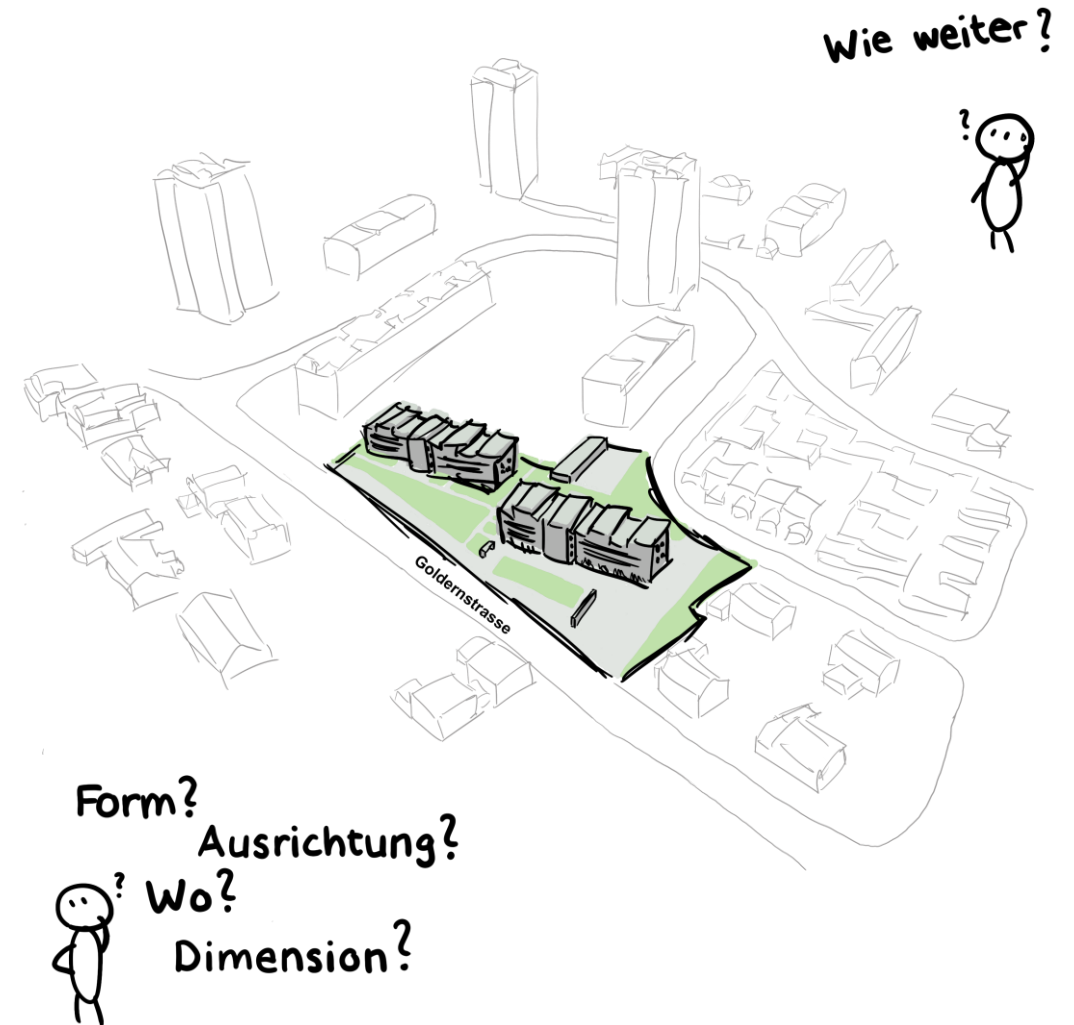 Wie weiter?
?
Goldernstrasse
Form?
Ausrichtung?
? Wo?
Dimension?